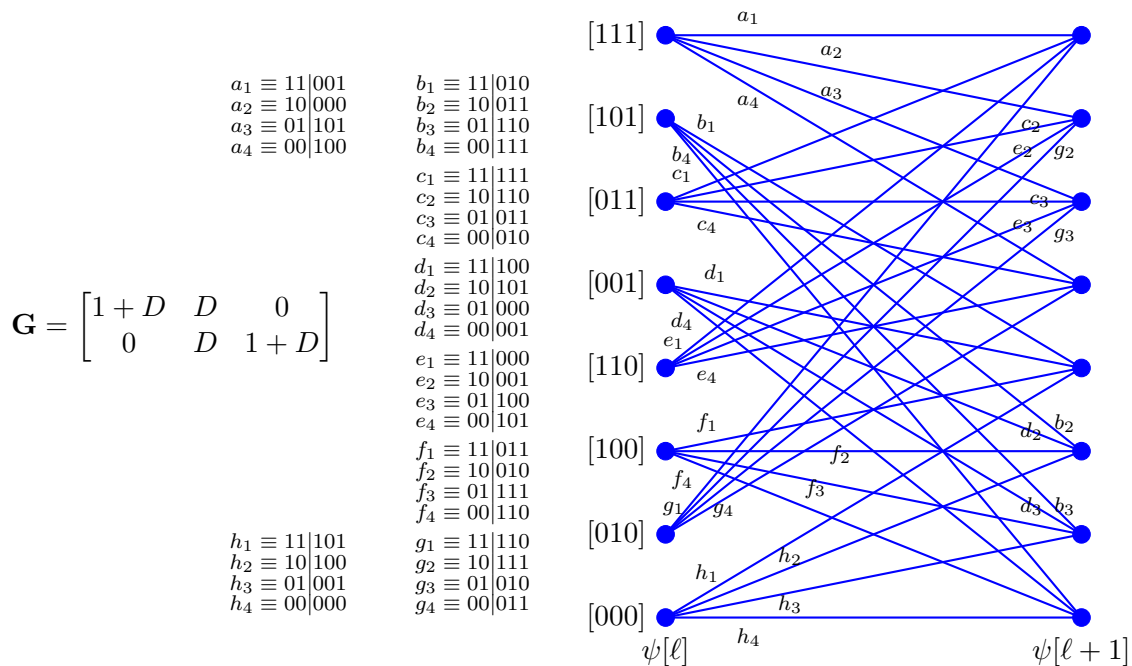 a₁ ≡ 11|001
a₂ ≡ 10|000
a₃ ≡ 01|101
a₄ ≡ 00|100
b₁ ≡ 11|010
b₂ ≡ 10|011
b₃ ≡ 01|110
b₄ ≡ 00|111
c₁ ≡ 11|111
c₂ ≡ 10|110
c₃ ≡ 01|011
c₄ ≡ 00|010
d₁ ≡ 11|100
d₂ ≡ 10|101
d₃ ≡ 01|000
d₄ ≡ 00|001
G = [1 + D D 0
0 D 1 + D]
e₁ ≡ 11|000
e₂ ≡ 10|001
e₃ ≡ 01|100
e₄ ≡ 00|101
f₁ ≡ 11|011
f₂ ≡ 10|010
f₃ ≡ 01|111
f₄ ≡ 00|110
h₁ ≡ 11|101
h₂ ≡ 10|100
h₃ ≡ 01|001
h₄ ≡ 00|000
g₁ ≡ 11|110
g₂ ≡ 10|111
g₃ ≡ 01|010
g₄ ≡ 00|011
[111]
[101]
[011]
[001]
[110]
[100]
[010]
[000]
a₁
a₂
a₃
a₄
b₁
b₄
c₁
c₂
e₂
g₂
c₃
e₃
g₃
c₄
d₁
d₄
e₁
e₄
f₁
f₂
d₂
b₂
f₄
f₃
g₁
g₄
d₃
b₃
h₁
h₂
h₃
h₄
ψ[ℓ]
ψ[ℓ + 1]